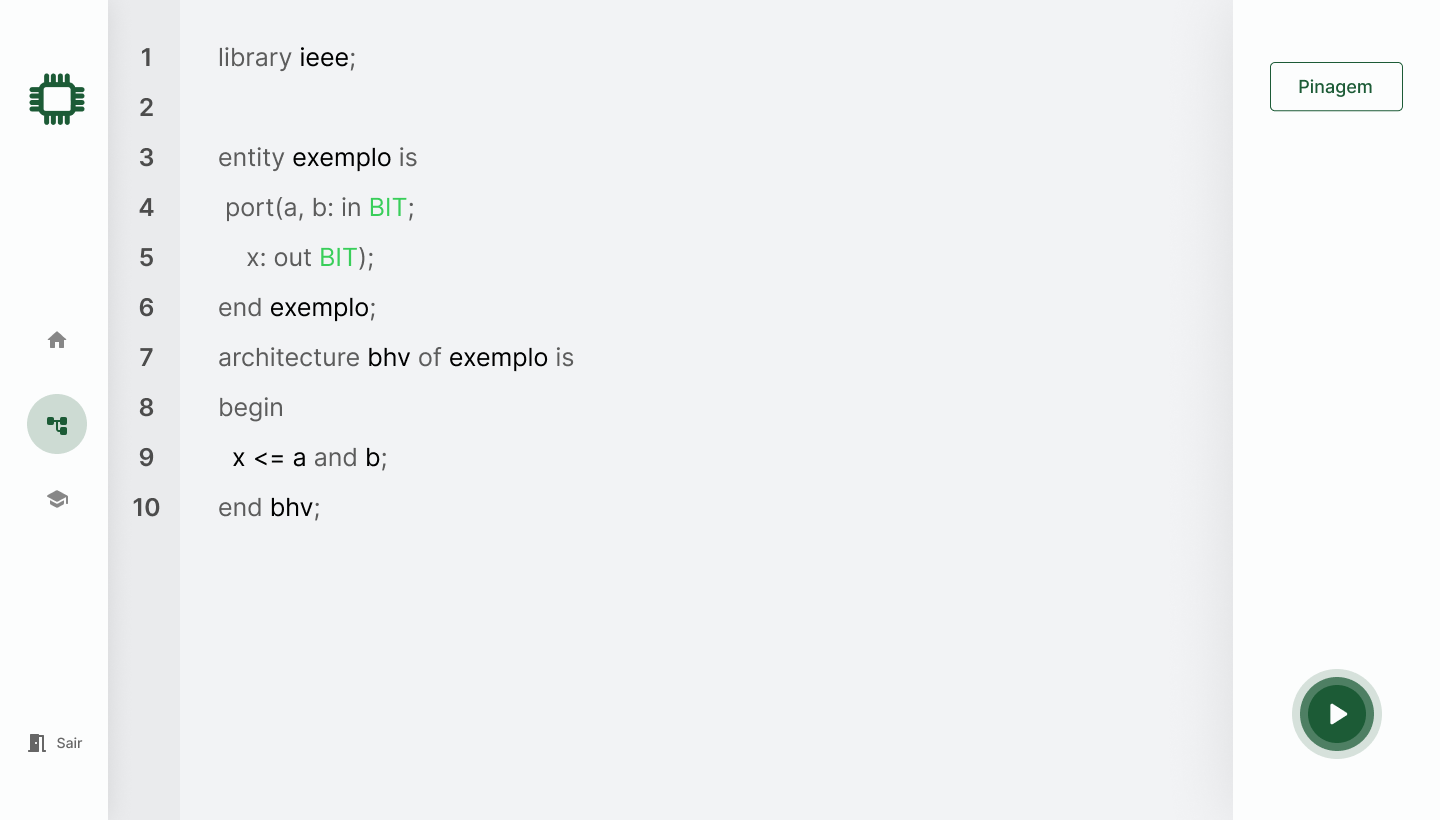 1 library ieee;
2
3 entity exemplo is
4 port(a, b: in BIT;
5 x: out BIT);
6 end exemplo;
7 architecture bhv of exemplo is
8 begin
9 x <= a and b;
10 end bhv;
Pinagem
Sair